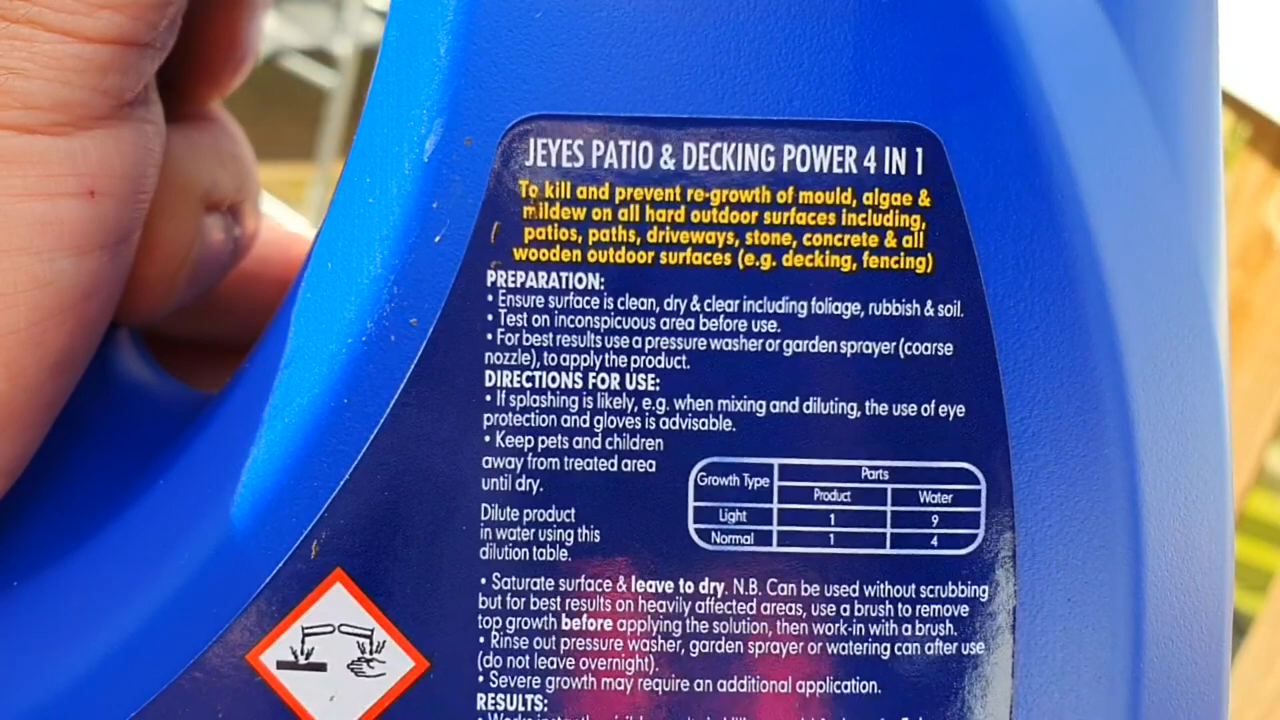 JEYES PATIO & DECKING POWER 4 IN 1
To kill and prevent re-growth of mould, algae &
mildew on all hard outdoor surfaces including,
patios, paths, driveways, stone, concrete & all
wooden outdoor surfaces (e.g. decking, fencing)
PREPARATION:
• Ensure surface is clean, dry & clear including foliage, rubbish & soil.
• Test on inconspicuous area before use.
• For best results use a pressure washer or garden sprayer (coarse
nozzle), to apply the product.
DIRECTIONS FOR USE:
• If splashing is likely, e.g. when mixing and diluting, the use of eye
protection and gloves is advisable.
• Keep pets and children
away from treated area
until dry.
Dilute product
in water using this
dilution table.
Growth Type Parts
Product Water
Light 1 9
Normal 1 4
• Saturate surface & leave to dry. N.B. Can be used without scrubbing
but for best results on heavily affected areas, use a brush to remove
top growth before applying the solution, then work-in with a brush.
• Rinse out pressure washer, garden sprayer or watering can after use
(do not leave overnight).
• Severe growth may require an additional application.
RESULTS: